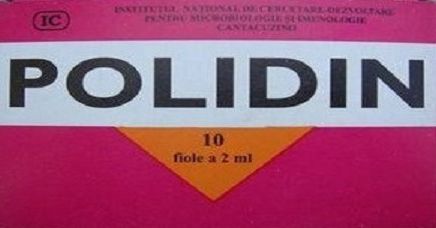 IC
INSTITUTUL NAȚIONAL DE CERCETARE-DEZVOLTARE
PENTRU MICROBIOLOGIE ȘI IMUNOLOGIE
CANTACUZINO
POLIDIN
10
fiole a 2 ml